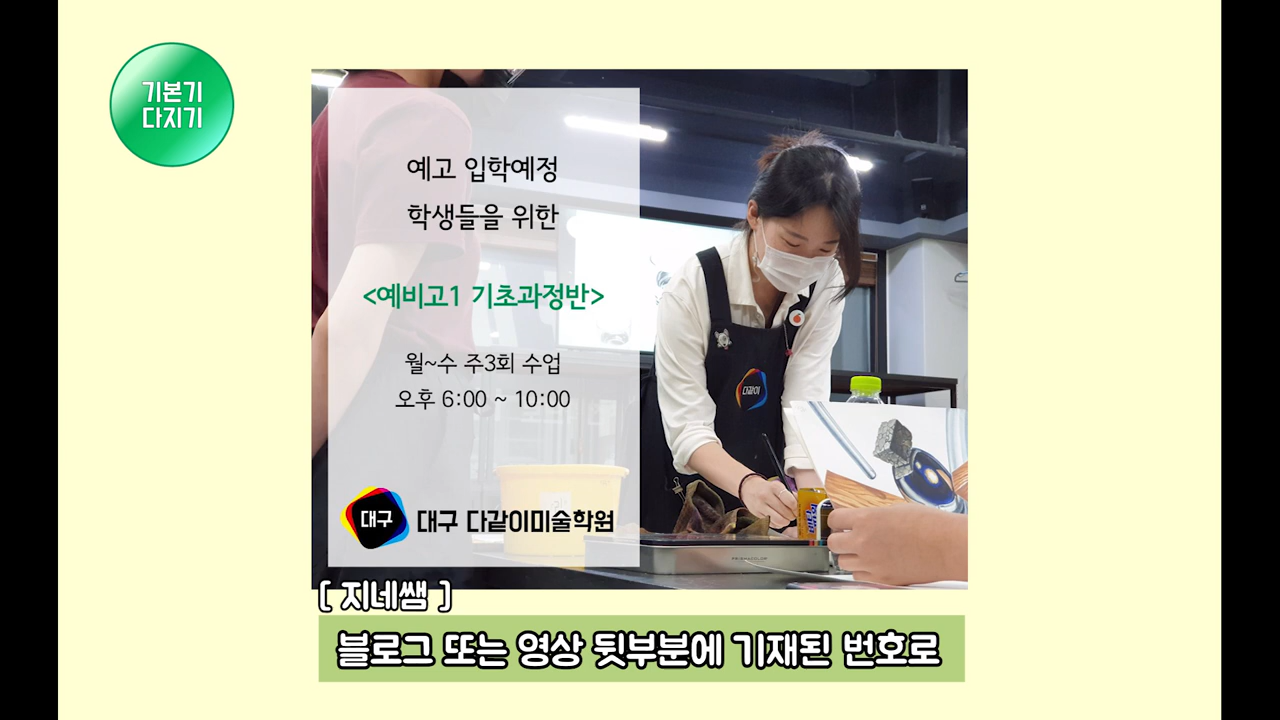 기본기
다지기
예고 입학예정
학생들을 위한
<예비고1 기초과정반>
월~수 주3회 수업
오후 6:00 ~ 10:00
대구
대구 다같이미술학원
다같이
PRISMACOLOR
[ 지네쌤 ]
블로그 또는 영상 뒷부분에 기재된 번호로